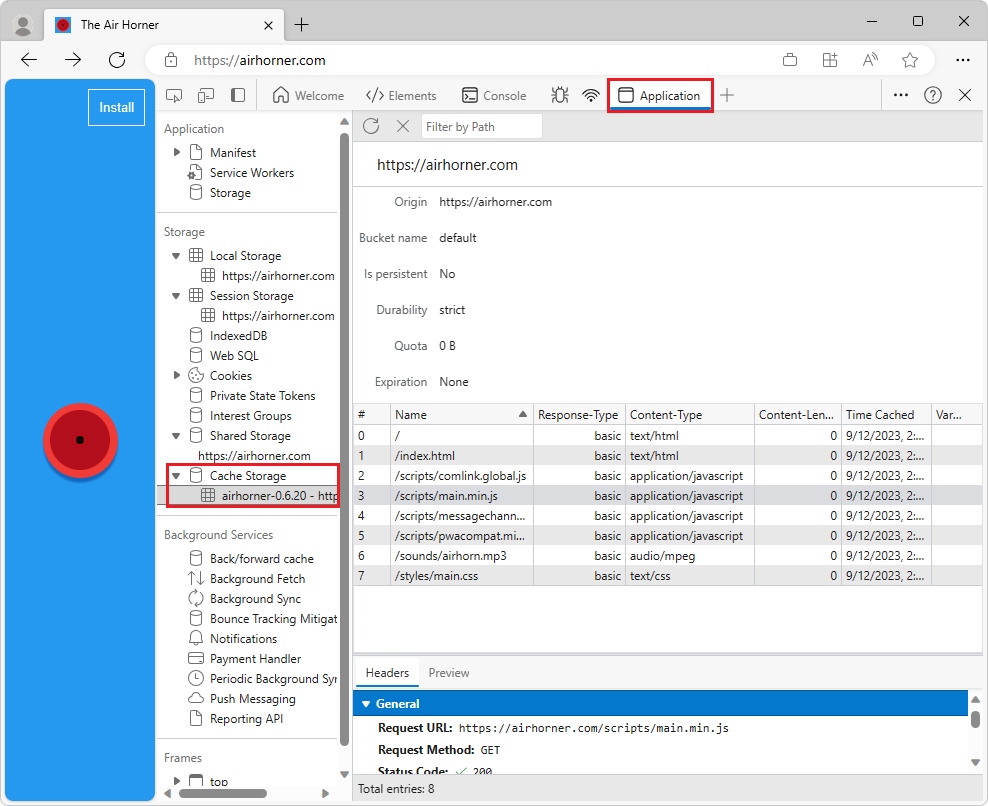 The Air Horner
https://airhorner.com
Install
Welcome
Elements
Console
Application
Filter by Path
Application
Manifest
Service Workers
Storage
Storage
Local Storage
https://airhorner.com
Session Storage
https://airhorner.com
IndexedDB
Web SQL
Cookies
Private State Tokens
Interest Groups
Shared Storage
https://airhorner.com
Cache Storage
airhorner-0.6.20 - http
Background Services
Back/forward cache
Background Fetch
Background Sync
Bounce Tracking Mitigat
Notifications
Payment Handler
Periodic Background Syn
Push Messaging
Reporting API
Frames
top
https://airhorner.com
Origin https://airhorner.com
Bucket name default
Is persistent No
Durability strict
Quota 0 B
Expiration None
# Name Response-Type Content-Type Content-Len... Time Cached Var...
0 / basic text/html 0 9/12/2023, 2:...
1 /index.html basic text/html 0 9/12/2023, 2:...
2 /scripts/comlink.global.js basic application/javascript 0 9/12/2023, 2:...
3 /scripts/main.min.js basic application/javascript 0 9/12/2023, 2:...
4 /scripts/messagechann... basic application/javascript 0 9/12/2023, 2:...
5 /scripts/pwacompat.mi... basic application/javascript 0 9/12/2023, 2:...
6 /sounds/airhorn.mp3 basic audio/mpeg 0 9/12/2023, 2:...
7 /styles/main.css basic text/css 0 9/12/2023, 2:...
Headers Preview
General
Request URL: https://airhorner.com/scripts/main.min.js
Request Method: GET
Status Code: 200
Total entries: 8